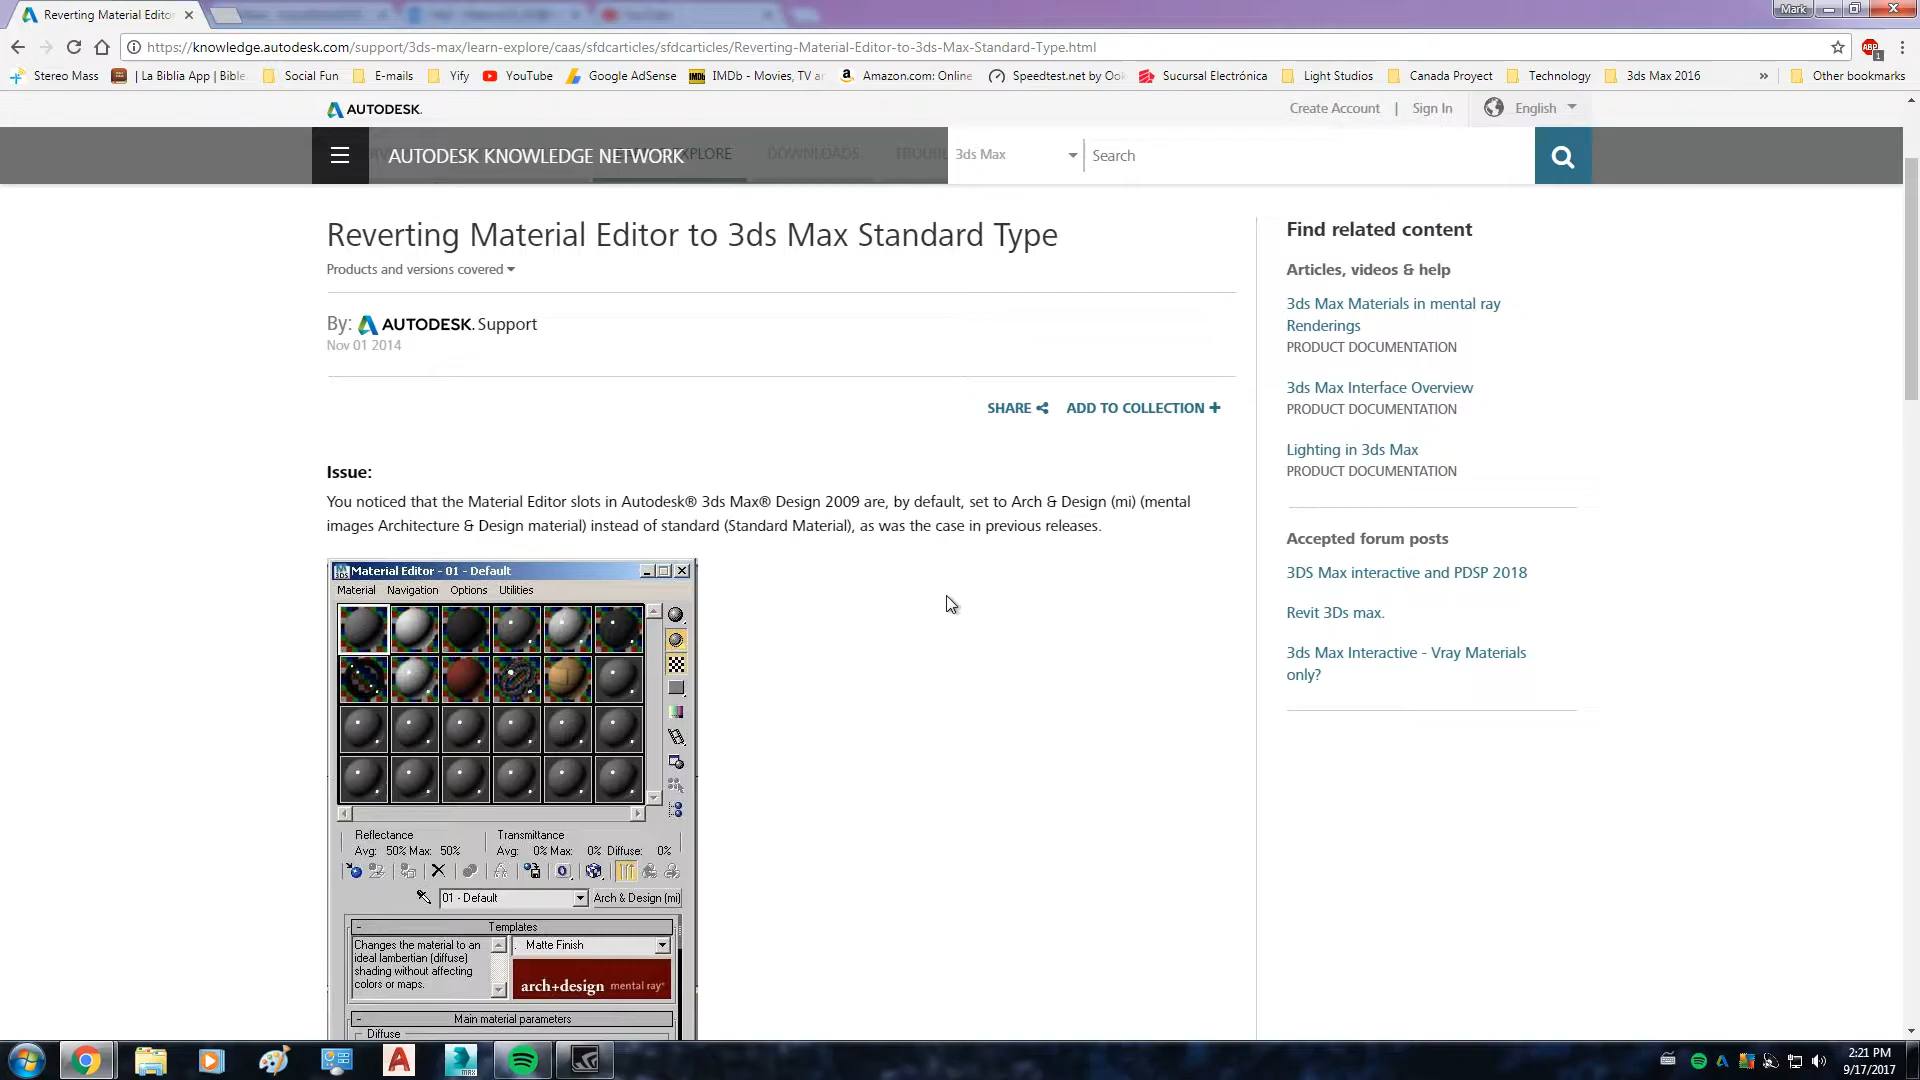 Reverting Material Editor
Mark
https://knowledge.autodesk.com/support/3ds-max/learn-explore/caas/sfdcarticles/sfdcarticles/Reverting-Material-Editor-to-3ds-Max-Standard-Type.html
ABP
1
Stereo Mass
| La Biblia App | Bible
Social Fun
E-mails
Yify
YouTube
Google AdSense
IMDb - Movies, TV ar
Amazon.com: Online
Speedtest.net by Ook
Sucursal Electrónica
Light Studios
Canada Project
Technology
3ds Max 2016
»
Other bookmarks
AUTODESK.
Create Account | Sign In
English
AUTODESK KNOWLEDGE NETWORK
EXPLORE
DOWNLOADS
TROUBL
3ds Max
Search
Reverting Material Editor to 3ds Max Standard Type
Products and versions covered
By: AUTODESK. Support
Nov 01 2014
SHARE
ADD TO COLLECTION +
Issue:
You noticed that the Material Editor slots in Autodesk® 3ds Max® Design 2009 are, by default, set to Arch & Design (mi) (mental
images Architecture & Design material) instead of standard (Standard Material), as was the case in previous releases.
Material Editor - 01 - Default
Material Navigation Options Utilities
Reflectance
Transmittance
Avg: 50% Max: 50%
Avg: 0% Max: 0% Diffuse: 0%
01 - Default
Arch & Design (mi)
Templates
Changes the material to an
ideal lambertian (diffuse)
shading without affecting
colors or maps.
. Matte Finish
arch+design mental ray®
Main material parameters
Diffuse
Find related content
Articles, videos & help
3ds Max Materials in mental ray
Renderings
PRODUCT DOCUMENTATION
3ds Max Interface Overview
PRODUCT DOCUMENTATION
Lighting in 3ds Max
PRODUCT DOCUMENTATION
Accepted forum posts
3DS Max interactive and PDSP 2018
Revit 3Ds max.
3ds Max Interactive - Vray Materials
only?
2:21 PM
9/17/2017